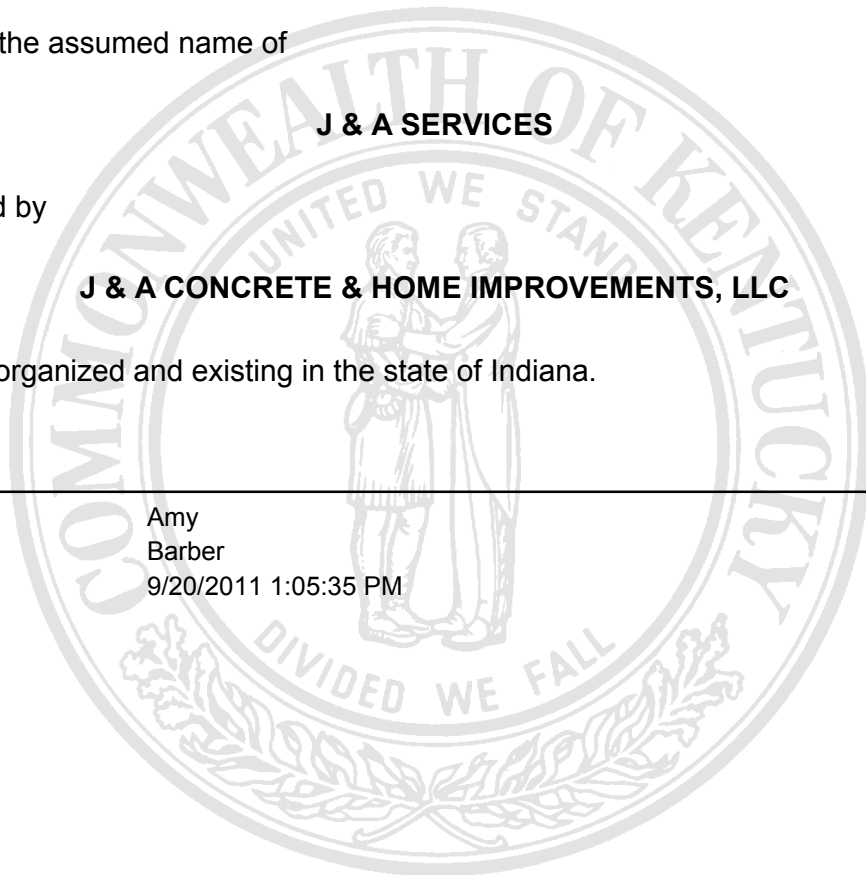 the assumed name of
J & A SERVICES
d by
J & A CONCRETE & HOME IMPROVEMENTS, LLC
organized and existing in the state of Indiana.
Amy
Barber
9/20/2011 1:05:35 PM
COMMONWEALTH OF KENTUCKY
UNITED WE STAND
DIVIDED WE FALL